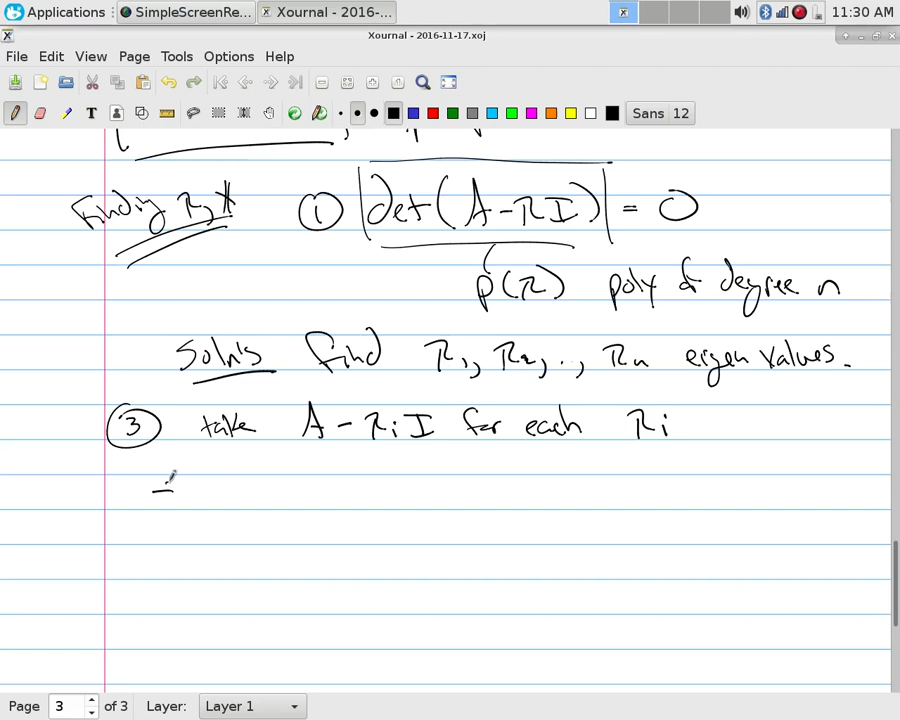 Applications SimpleScreenRe... Xournal - 2016-... 11:30 AM
Xournal - 2016-11-17.xoj
File Edit View Page Tools Options Help
T Sans 12
Finding λ, X ① |det(A - λI)| = 0
p(λ) poly of degree n
Soln's find λ1, λ2, .., λn eigen values.
③ take A - λiI for each λi
Page 3 of 3 Layer: Layer 1